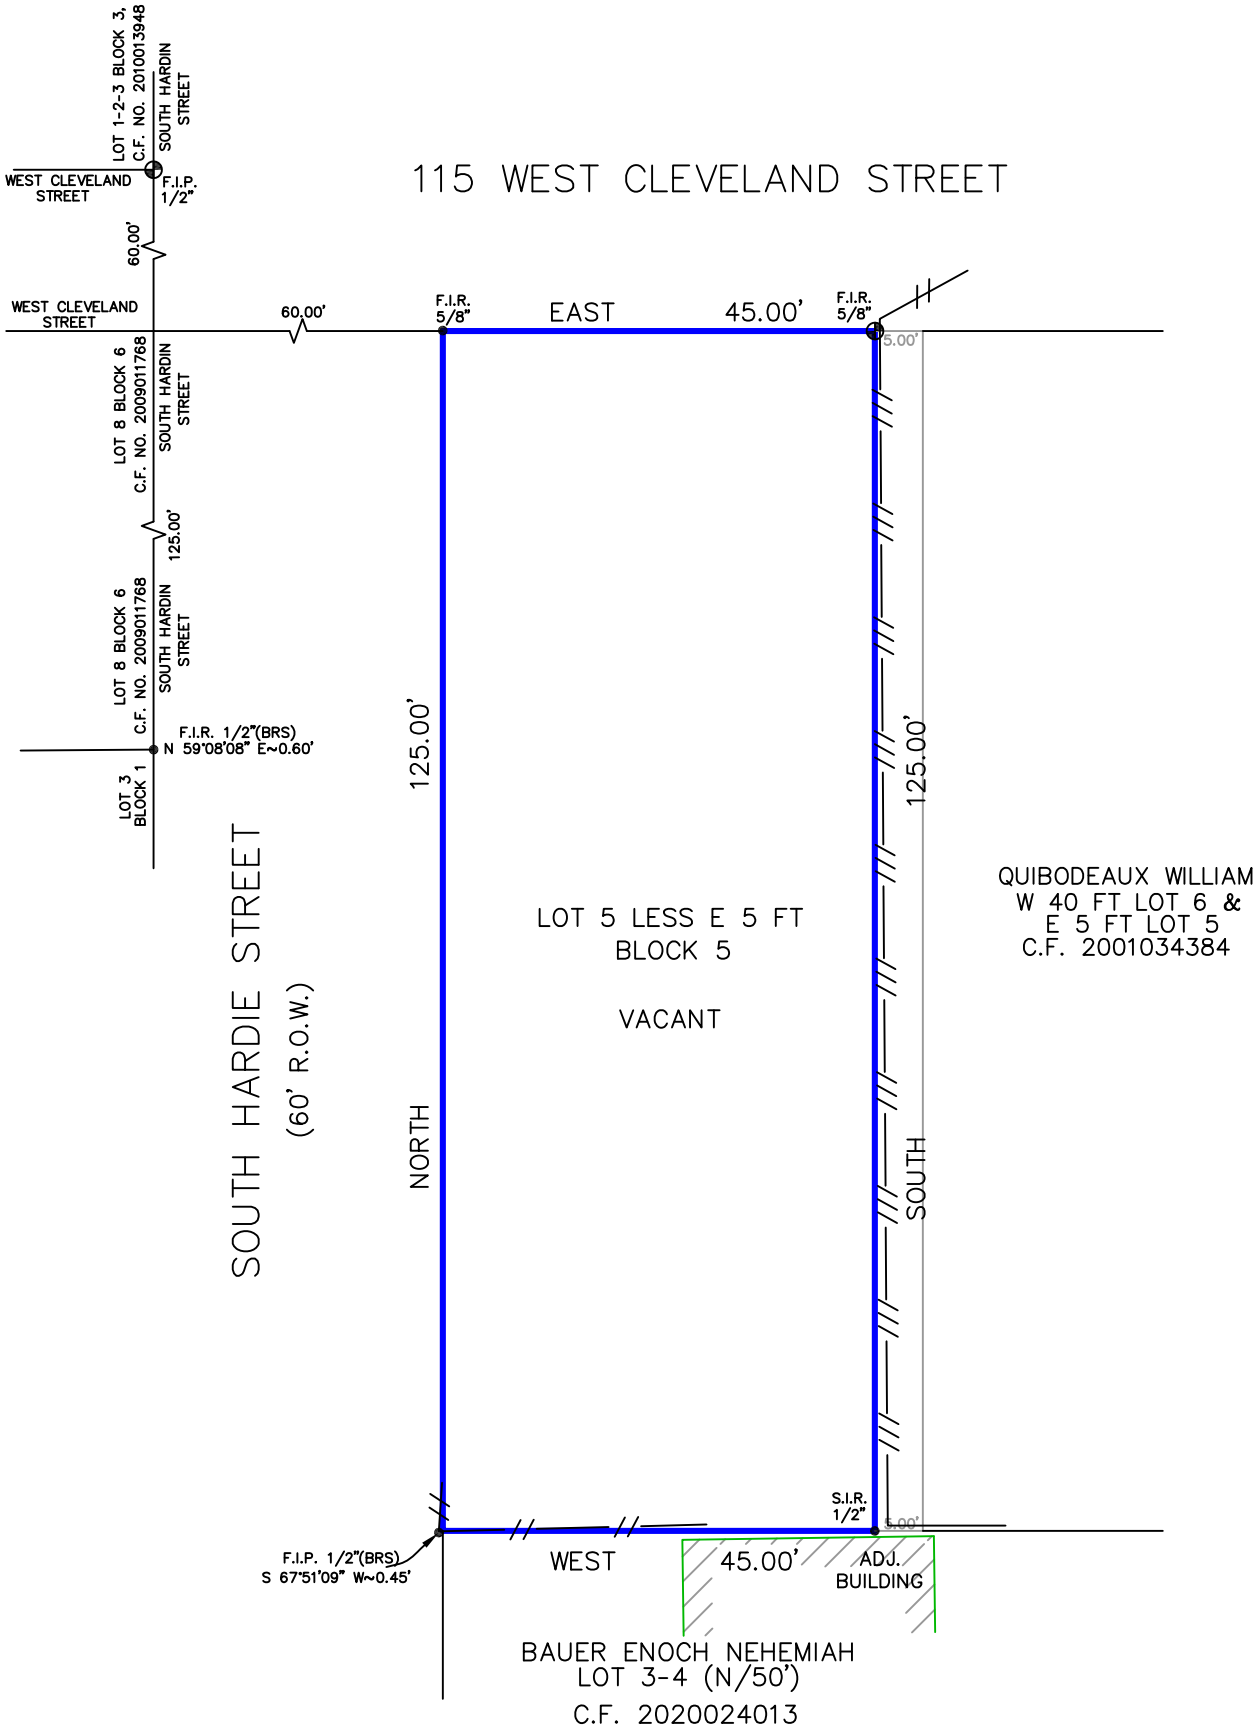 LOT 1-2-3 BLOCK 3,
C.F. NO. 2010013948
SOUTH HARDIN
STREET
WEST CLEVELAND
STREET
F.I.P.
1/2"
60.00'
115 WEST CLEVELAND STREET
WEST CLEVELAND
STREET
60.00'
F.I.R.
5/8"
EAST
45.00'
F.I.R.
5/8"
5.00'
LOT 8 BLOCK 6
C.F. NO. 2009011768
SOUTH HARDIN
STREET
125.00'
LOT 8 BLOCK 6
C.F. NO. 2009011768
SOUTH HARDIN
STREET
F.I.R. 1/2"(BRS)
N 59°08'08" E~0.60'
LOT 3
BLOCK 1
SOUTH HARDIE STREET
(60' R.O.W.)
125.00'
NORTH
LOT 5 LESS E 5 FT
BLOCK 5
VACANT
125.00'
SOUTH
QUIBODEAUX WILLIAM
W 40 FT LOT 6 &
E 5 FT LOT 5
C.F. 2001034384
S.I.R.
1/2"
5.00'
F.I.P. 1/2"(BRS)
S 67°51'09" W~0.45'
WEST
45.00'
ADJ.
BUILDING
BAUER ENOCH NEHEMIAH
LOT 3-4 (N/50')
C.F. 2020024013